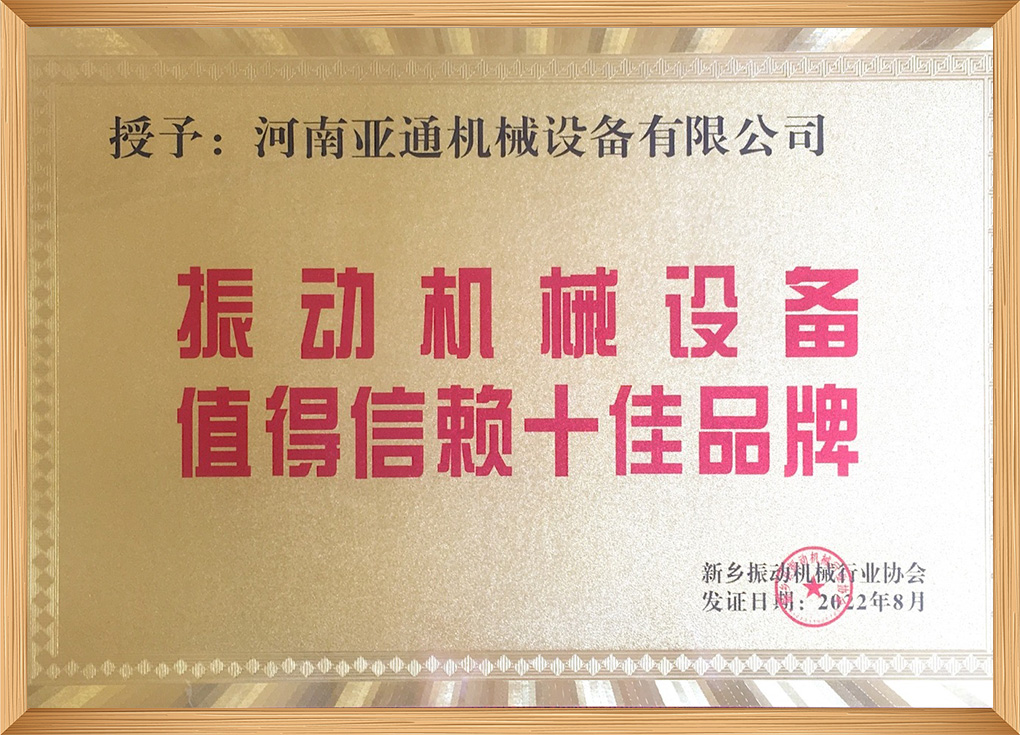 授予：河南亚通机械设备有限公司
振动机械设备
值得信赖十佳品牌
新乡振动机械行业协会
发证日期：2022年8月